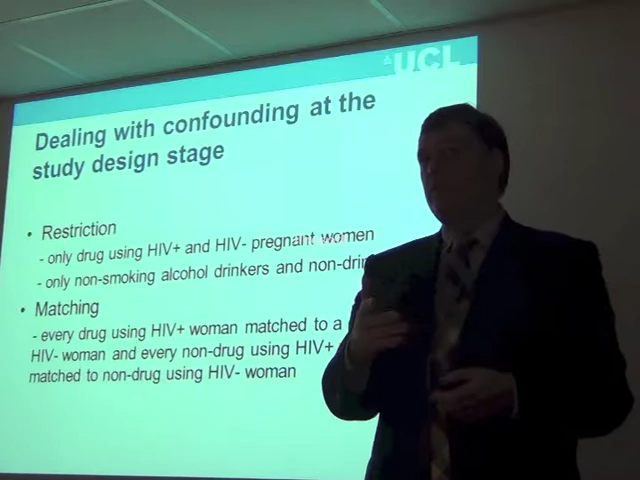 UCL
Dealing with confounding at the
study design stage
• Restriction
- only drug using HIV+ and HIV- pregnant women
- only non-smoking alcohol drinkers and
• Matching
- every drug using HIV+ woman matched to a
HIV- woman and every non-drug using HIV+
matched to non-drug using HIV- woman